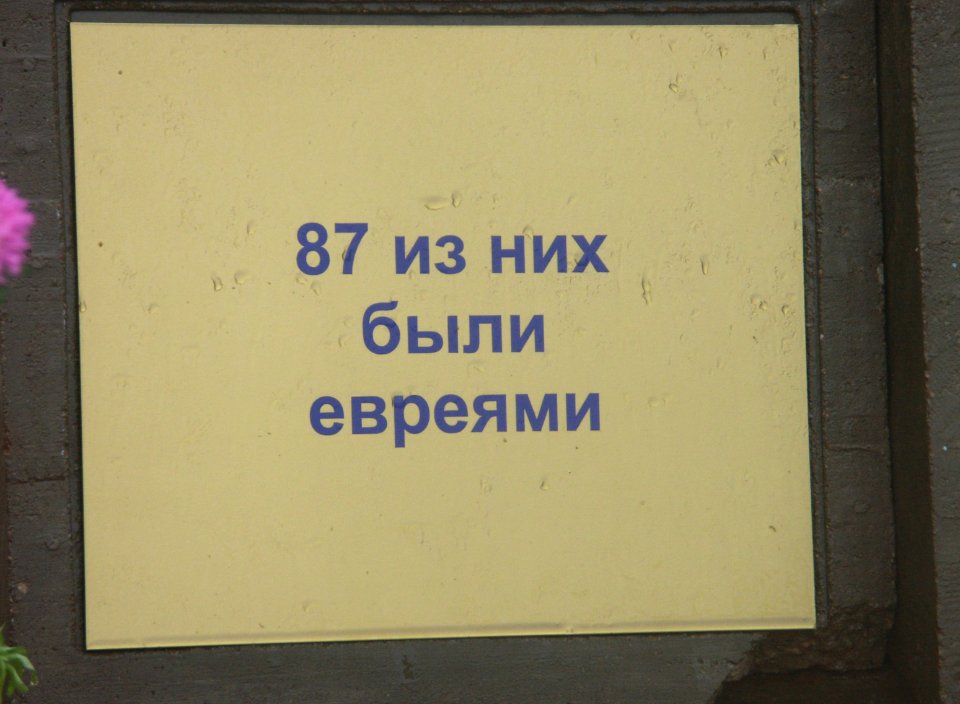 87 из них
были
евреями